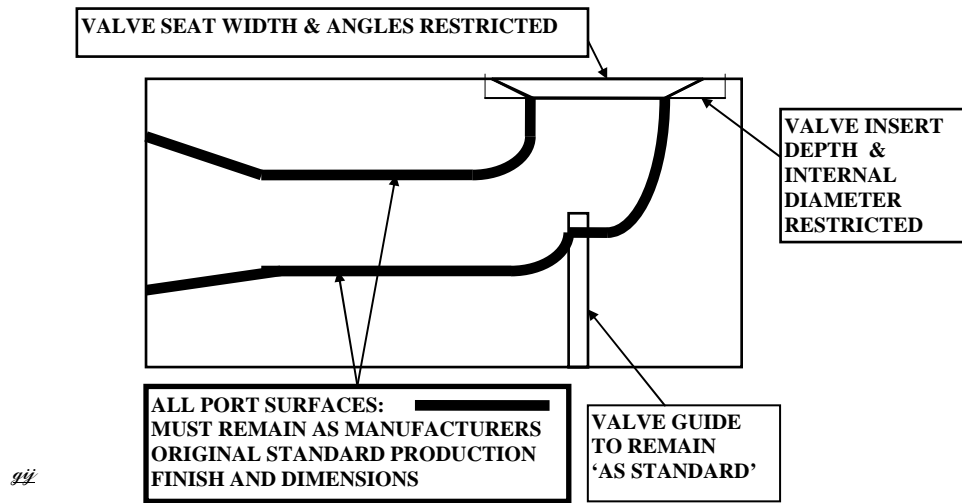 VALVE SEAT WIDTH & ANGLES RESTRICTED
VALVE INSERT
DEPTH &
INTERNAL
DIAMETER
RESTRICTED
ALL PORT SURFACES:
MUST REMAIN AS MANUFACTURERS
ORIGINAL STANDARD PRODUCTION
FINISH AND DIMENSIONS
VALVE GUIDE
TO REMAIN
‘AS STANDARD’